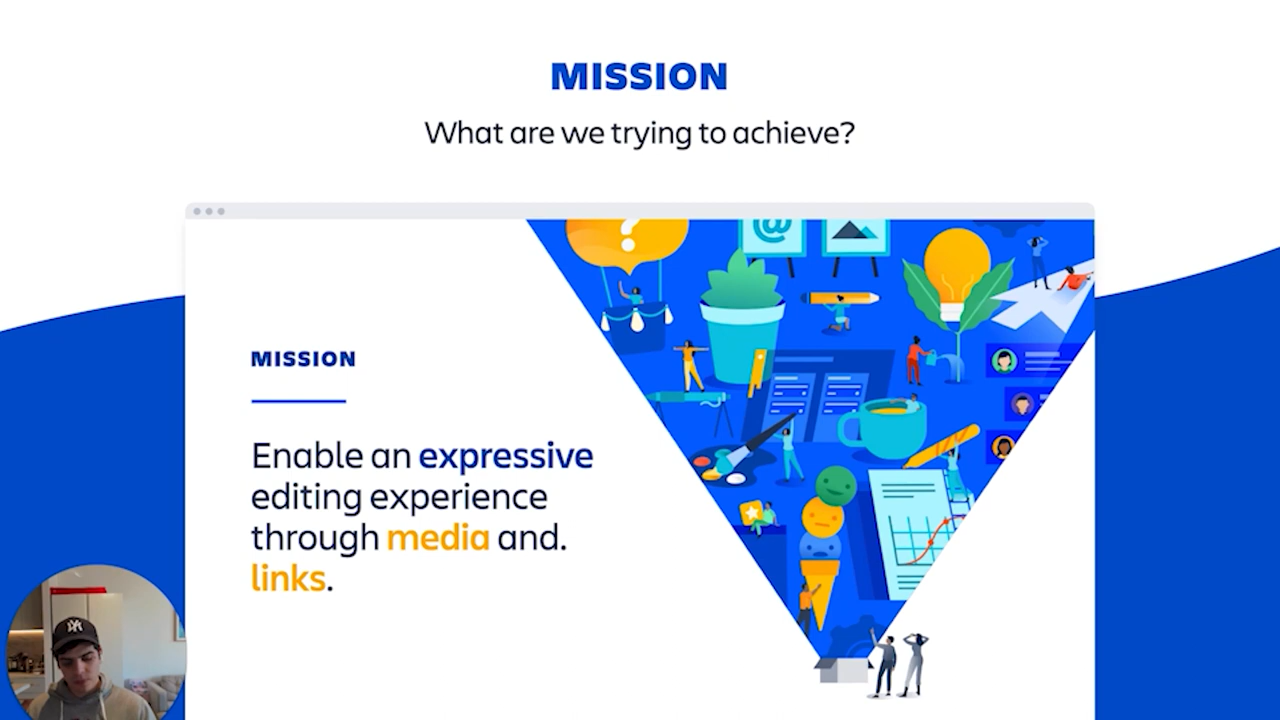 MISSION
What are we trying to achieve?
?
@
MISSION
Enable an expressive
editing experience
through media and.
links.